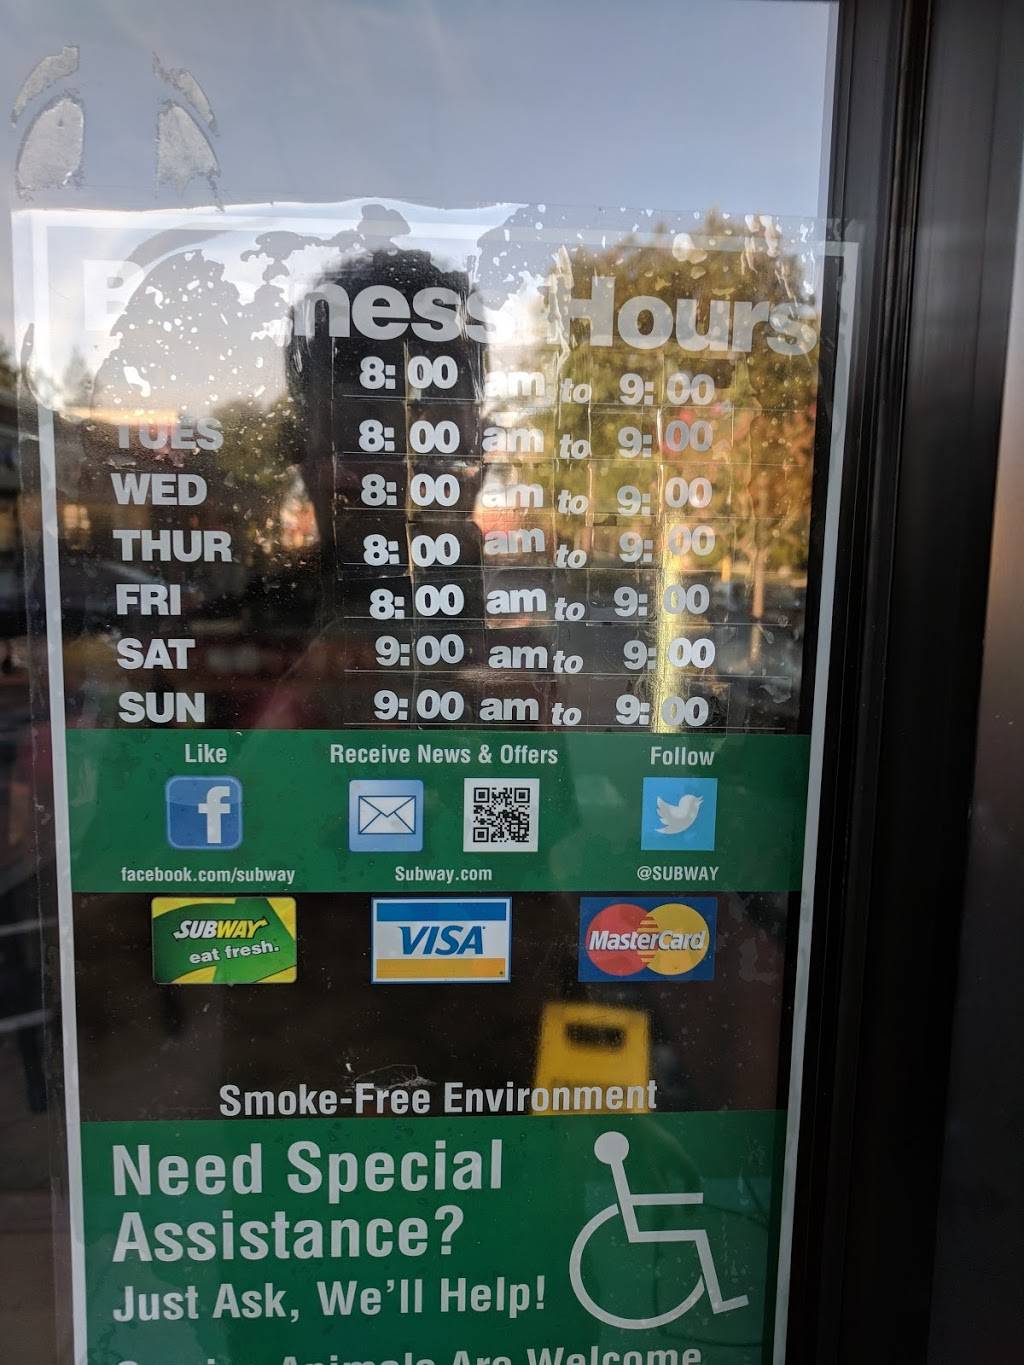 Hours
8:00 am to 9:00
TUES 8:00 am to 9:00
WED 8:00 am to 9:00
THUR 8:00 am to 9:00
FRI 8:00 am to 9:00
SAT 9:00 am to 9:00
SUN 9:00 am to 9:00
Like Receive News & Offers Follow
facebook.com/subway Subway.com @SUBWAY
SUBWAY VISA MasterCard
eat fresh.
Smoke-Free Environment
Need Special
Assistance?
Just Ask, We'll Help!
Animals Are Welcome